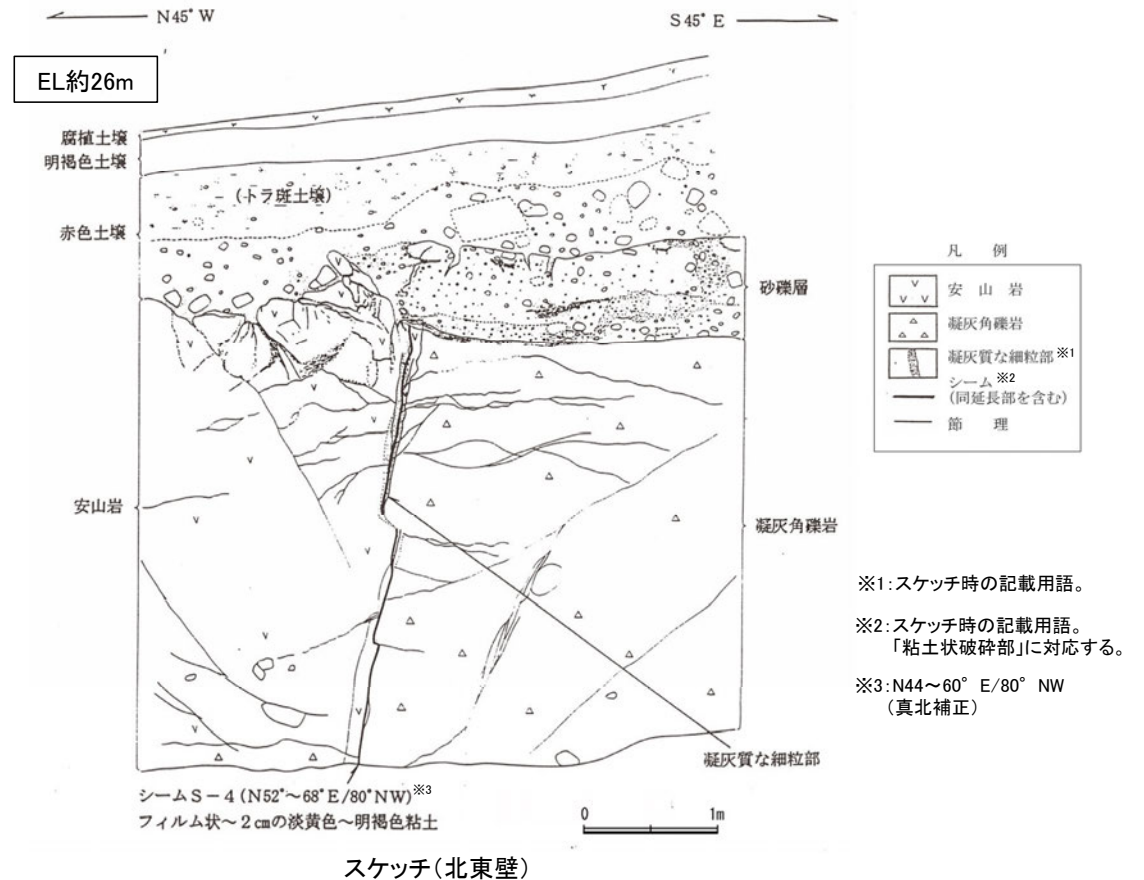 N45°W
S45°E
EL約26m
腐植土壌
明褐色土壌
(トラ斑土壌)
赤色土壌
砂礫層
安山岩
凝灰角礫岩
凝灰質な細粒部
シームS-4(N52°～68°E/80°NW)※3
フィルム状～2cmの淡黄色～明褐色粘土
0 1m
スケッチ(北東壁)
凡 例
安 山 岩
凝灰角礫岩
凝灰質な細粒部※1
シーム※2
(同延長部を含む)
節 理
※1:スケッチ時の記載用語。
※2:スケッチ時の記載用語。
「粘土状破砕部」に対応する。
※3:N44～60°E/80°NW
(真北補正)